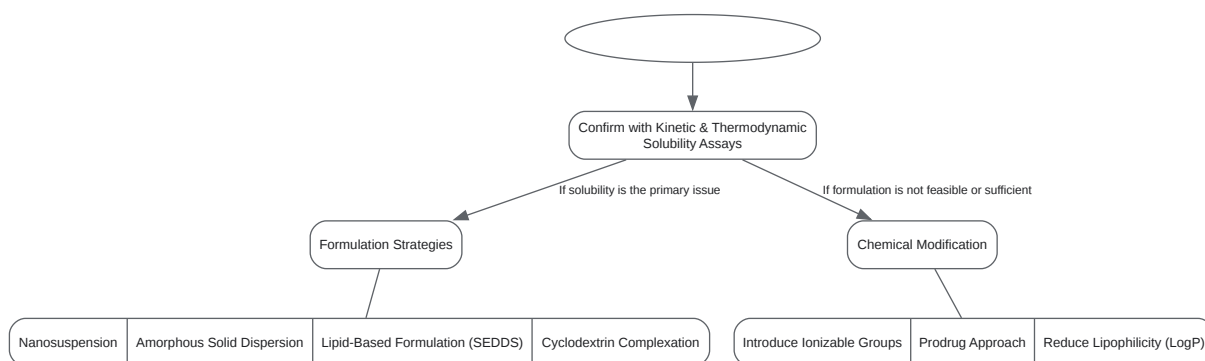 Confirm with Kinetic & Thermodynamic
Solubility Assays
If solubility is the primary issue
If formulation is not feasible or sufficient
Formulation Strategies
Chemical Modification
Nanosuspension
Amorphous Solid Dispersion
Lipid-Based Formulation (SEDDS)
Cyclodextrin Complexation
Introduce Ionizable Groups
Prodrug Approach
Reduce Lipophilicity (LogP)